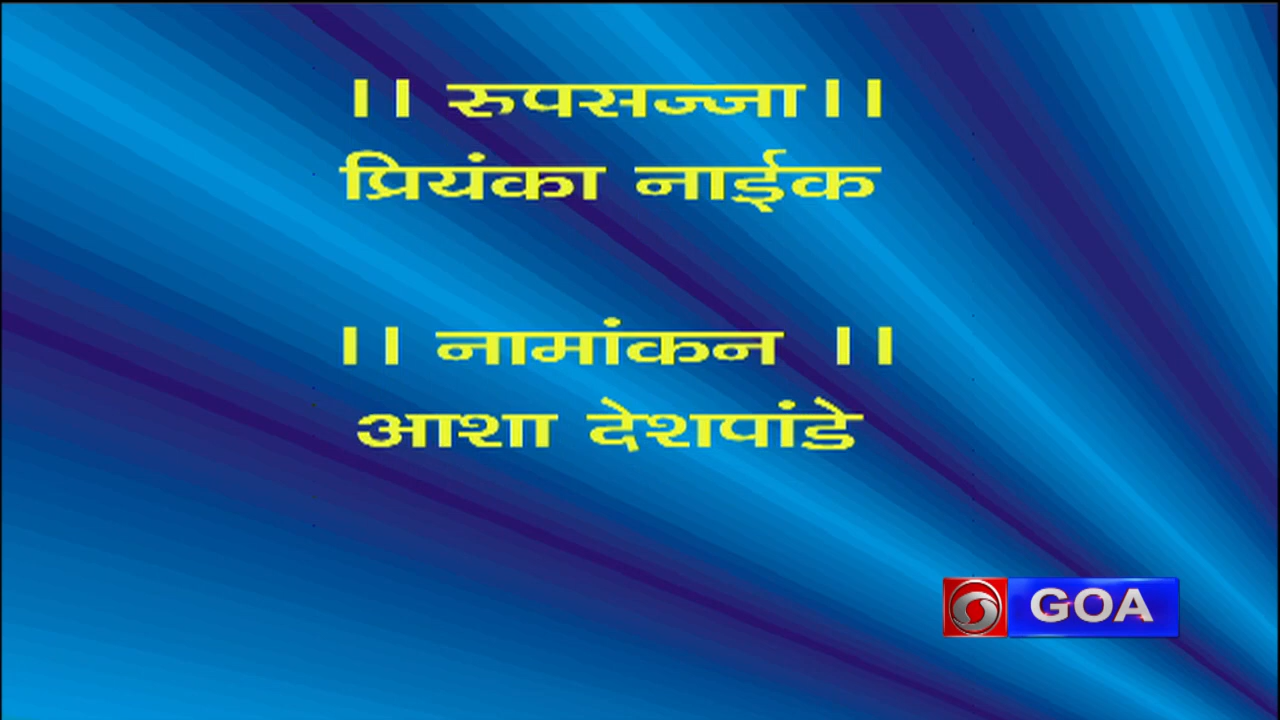 ।। रुपसज्जा।।
प्रियंका नाईक
।। नामांकन ।।
आशा देशपांडे
GOA